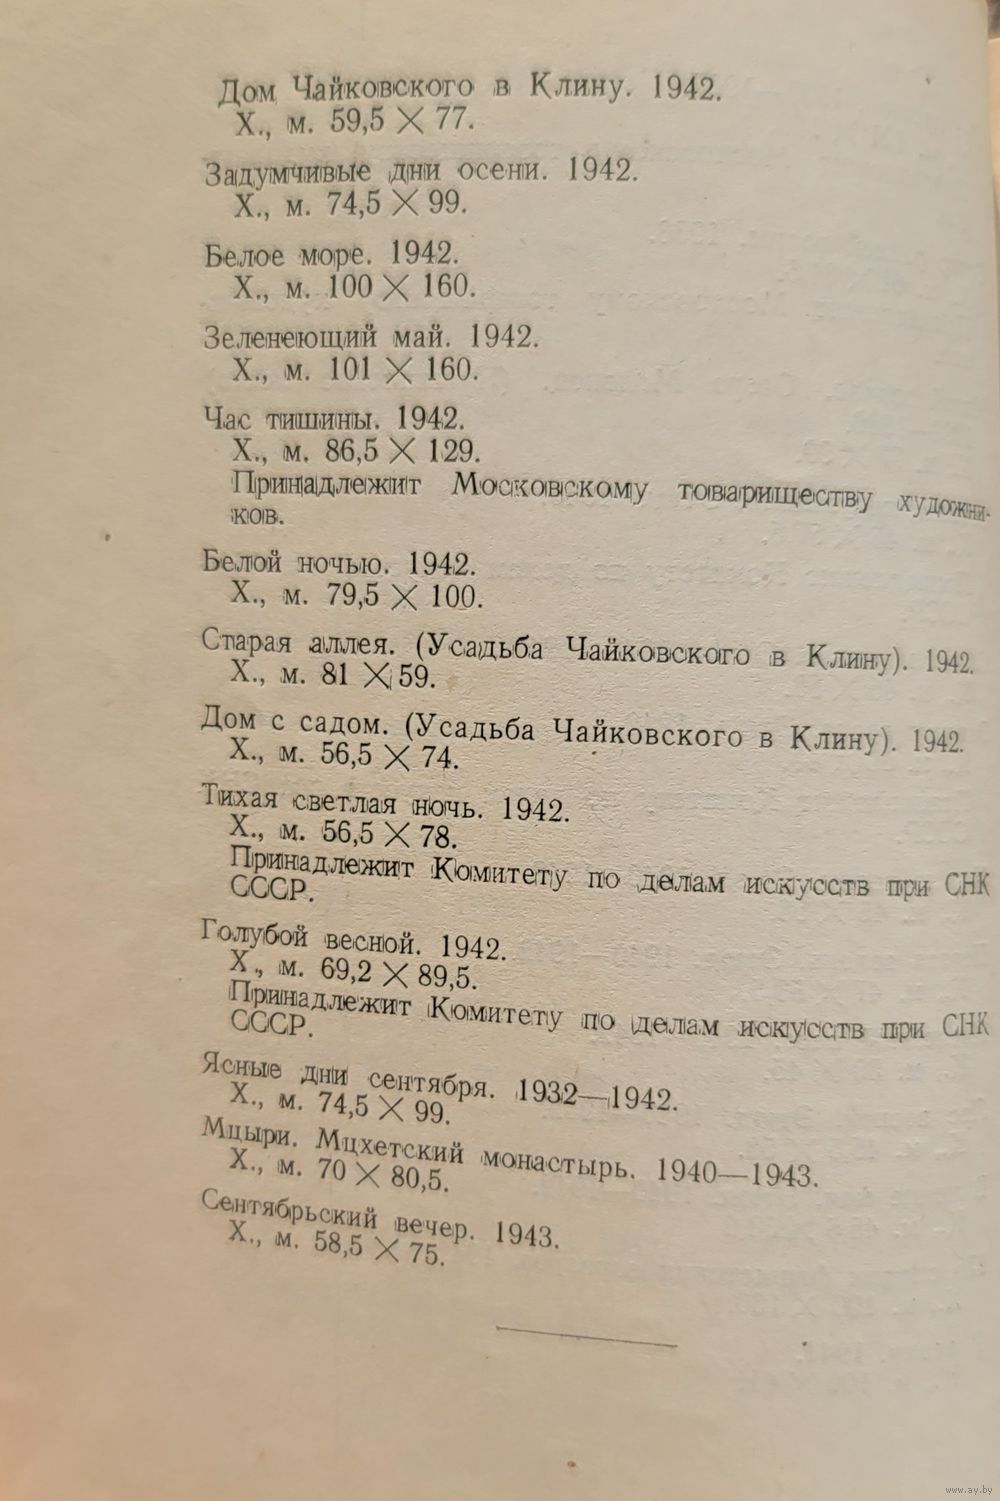 Дом Чайковского в Клину. 1942.
Х., м. 59,5 × 77.
Задумчивые дни осени. 1942.
Х., м. 74,5 × 99.
Белое море. 1942.
Х., м. 100 × 160.
Зеленеющий май. 1942.
Х., м. 101 × 160.
Час тишины. 1942.
Х., м. 86,5 × 129.
Принадлежит Московскому товариществу художни-
ков.
Белой ночью. 1942.
Х., м. 79,5 × 100.
Старая аллея. (Усадьба Чайковского в Клину). 1942.
Х., м. 81 × 59.
Дом с садом. (Усадьба Чайковского в Клину). 1942.
Х., м. 56,5 × 74.
Тихая светлая ночь. 1942.
Х., м. 56,5 × 78.
Принадлежит Комитету по делам искусств при СНК
СССР.
Голубой весной. 1942.
Х., м. 69,2 × 89,5.
Принадлежит Комитету по делам искусств при СНК
СССР.
Ясные дни сентября. 1932—1942.
Х., м. 74,5 × 99.
Мцыри. Мцхетский монастырь. 1940—1943.
Х., м. 70 × 80,5.
Сентябрьский вечер. 1943.
Х., м. 58,5 × 75.
www.ay.by